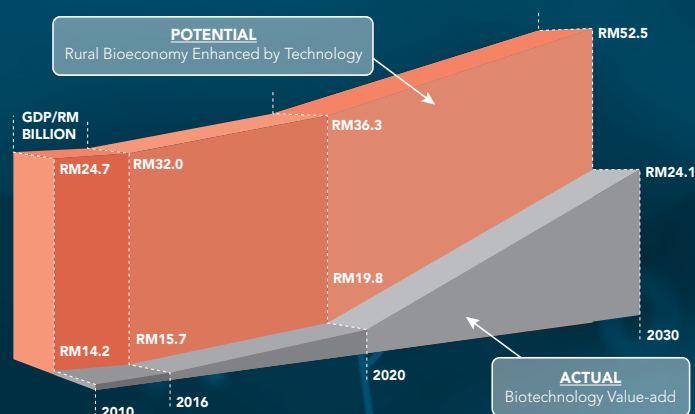 POTENTIAL
Rural Bioeconomy Enhanced by Technology
GDP/RM
BILLION
RM52.5
RM36.3
RM32.0
RM24.7
RM24.1
RM19.8
RM15.7
RM14.2
2030
2020
2016
2010
ACTUAL
Biotechnology Value-add